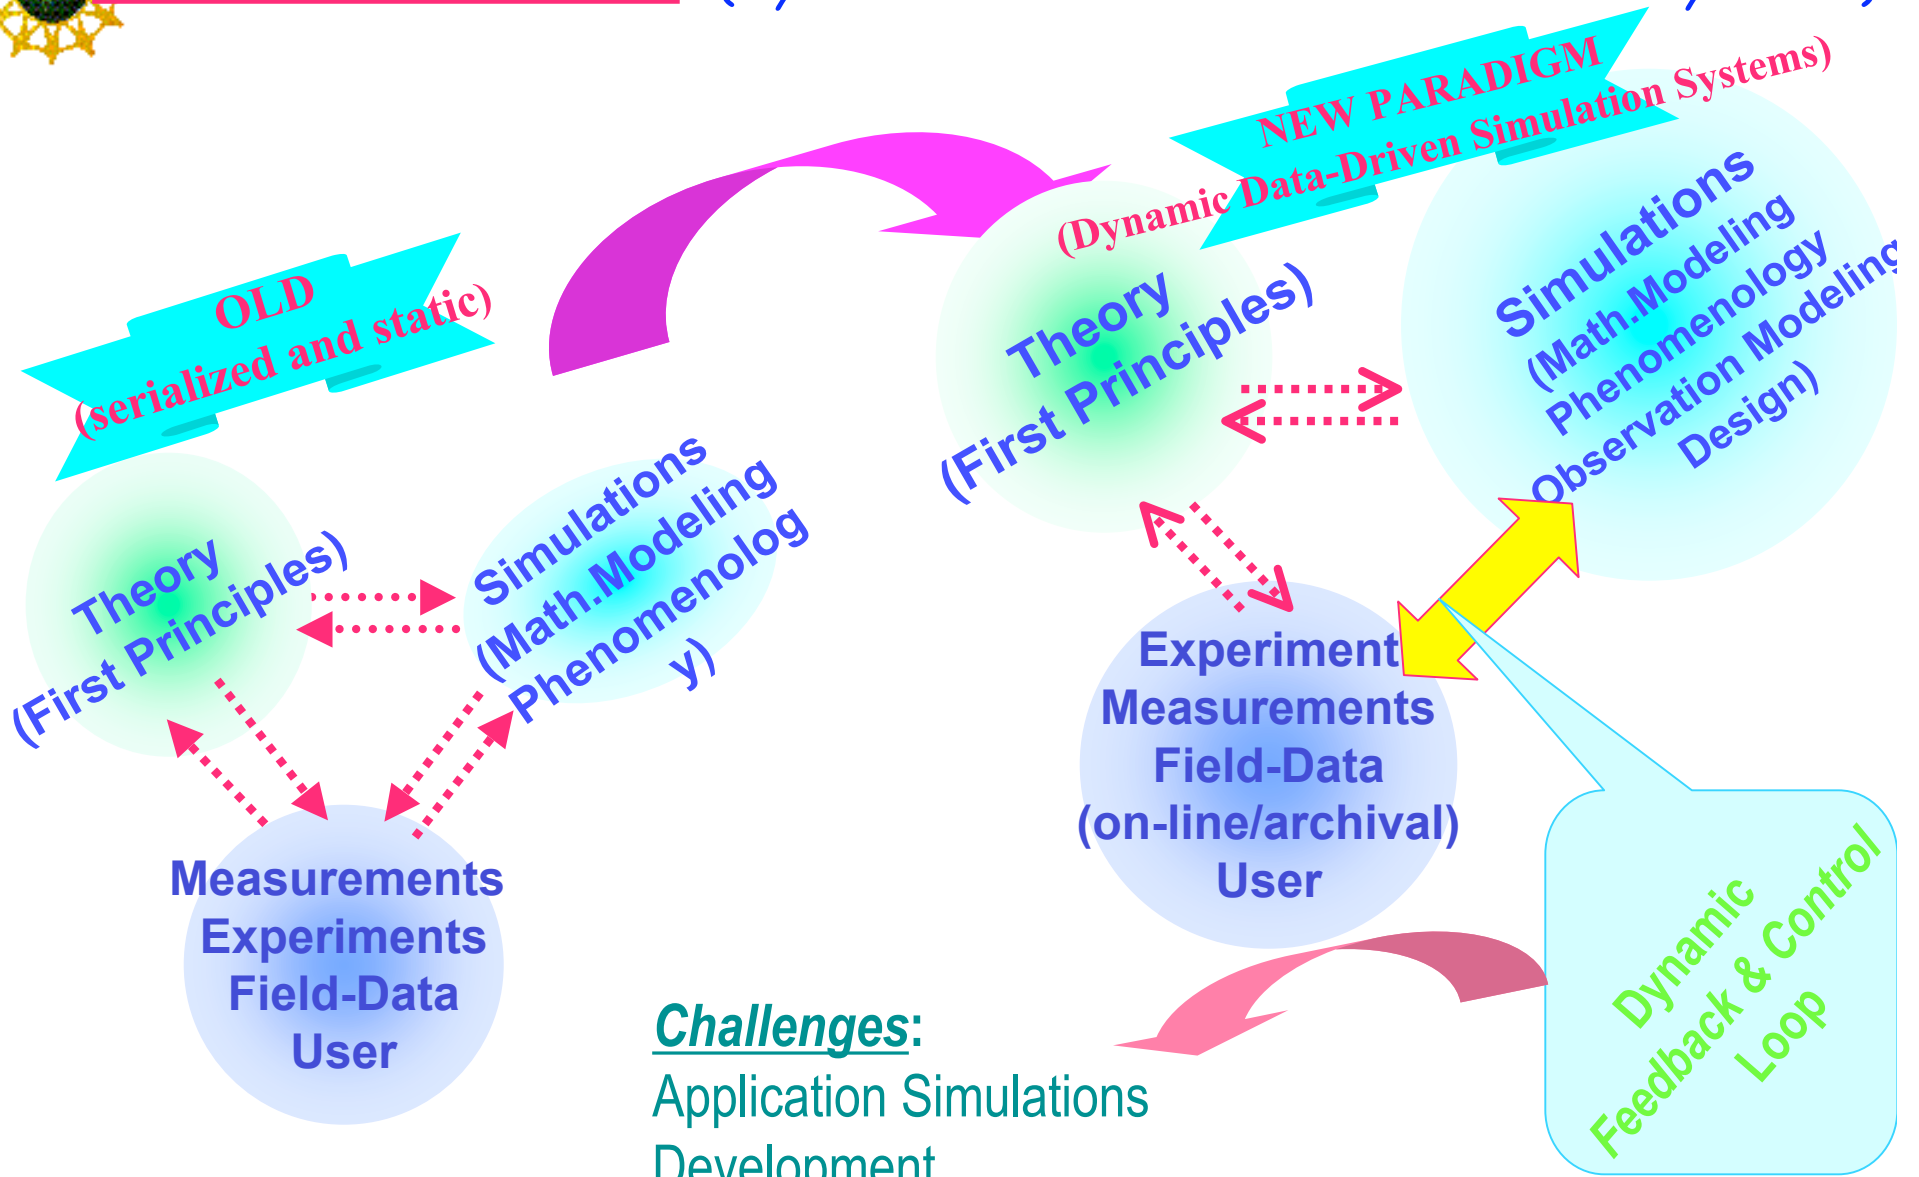 OLD
(serialized and static)
NEW PARADIGM
(Dynamic Data-Driven Simulation Systems)
Theory
(First Principles)
Simulations
(Math.Modeling
Phenomenolog
y)
Measurements
Experiments
Field-Data
User
Theory
(First Principles)
Simulations
(Math.Modeling
Phenomenology
Observation Modeling
Design)
Experiment
Measurements
Field-Data
(on-line/archival)
User
Dynamic
Feedback & Control
Loop
Challenges:
Application Simulations
Development